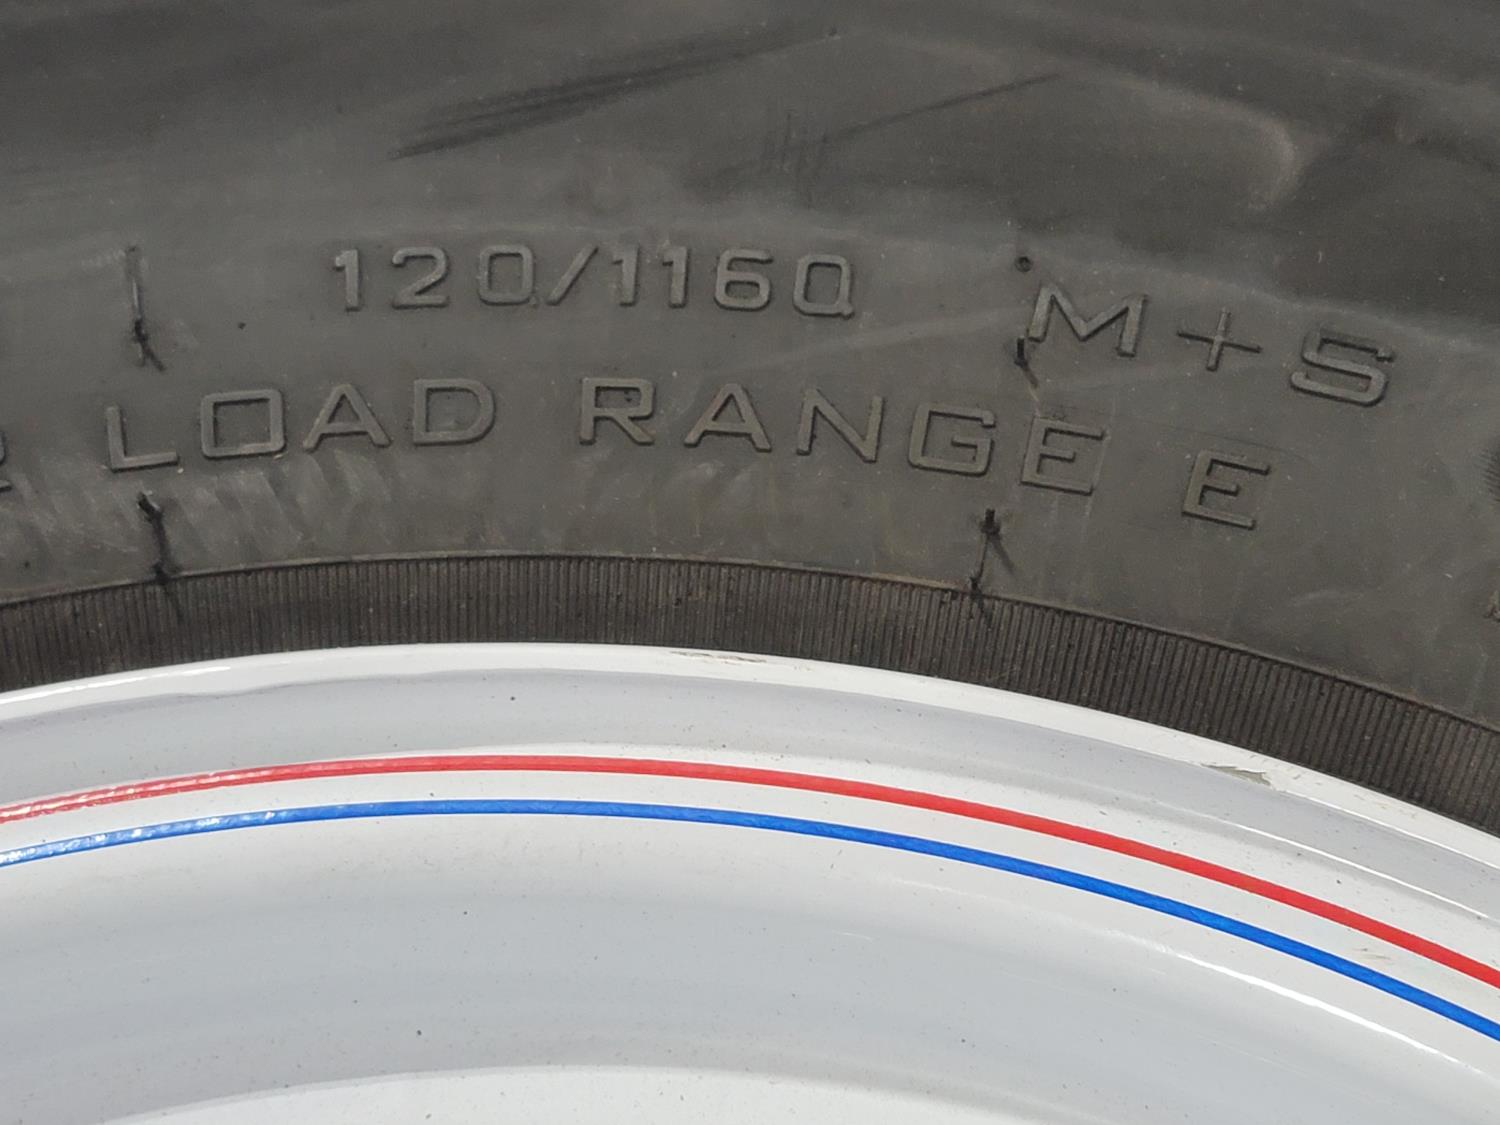 120/116Q M+S
LOAD RANGE E